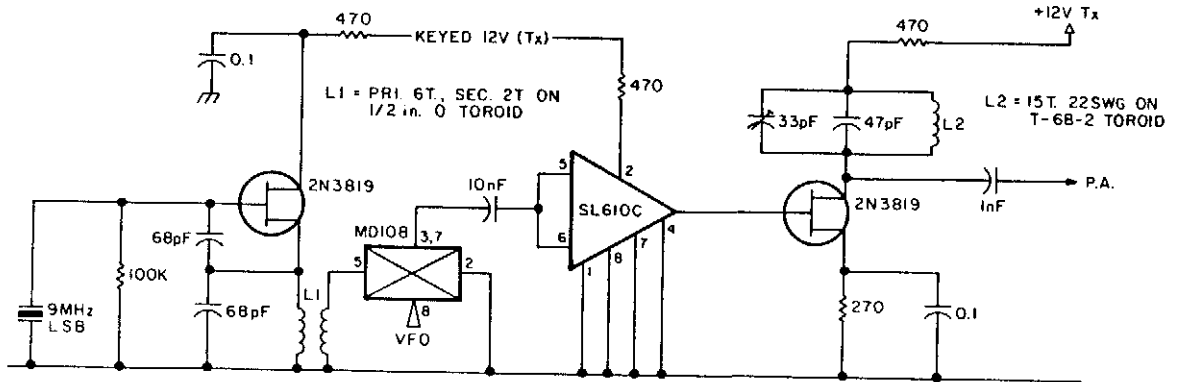 470
KEYED 12V (Tx)
0.1
470
L1 = PRI. 6T., SEC. 2T ON
1/2 in. O TOROID
+12V Tx
470
33pF
47pF
L2
L2 = 15T. 22SWG ON
T-68-2 TOROID
2N3819
10nF
5
2
SL610C
6
1
8
7
4
2N3819
1nF
P.A.
68pF
MD108
3,7
5
2
8
VFO
100K
68pF
L1
9MHz
LSB
270
0.1